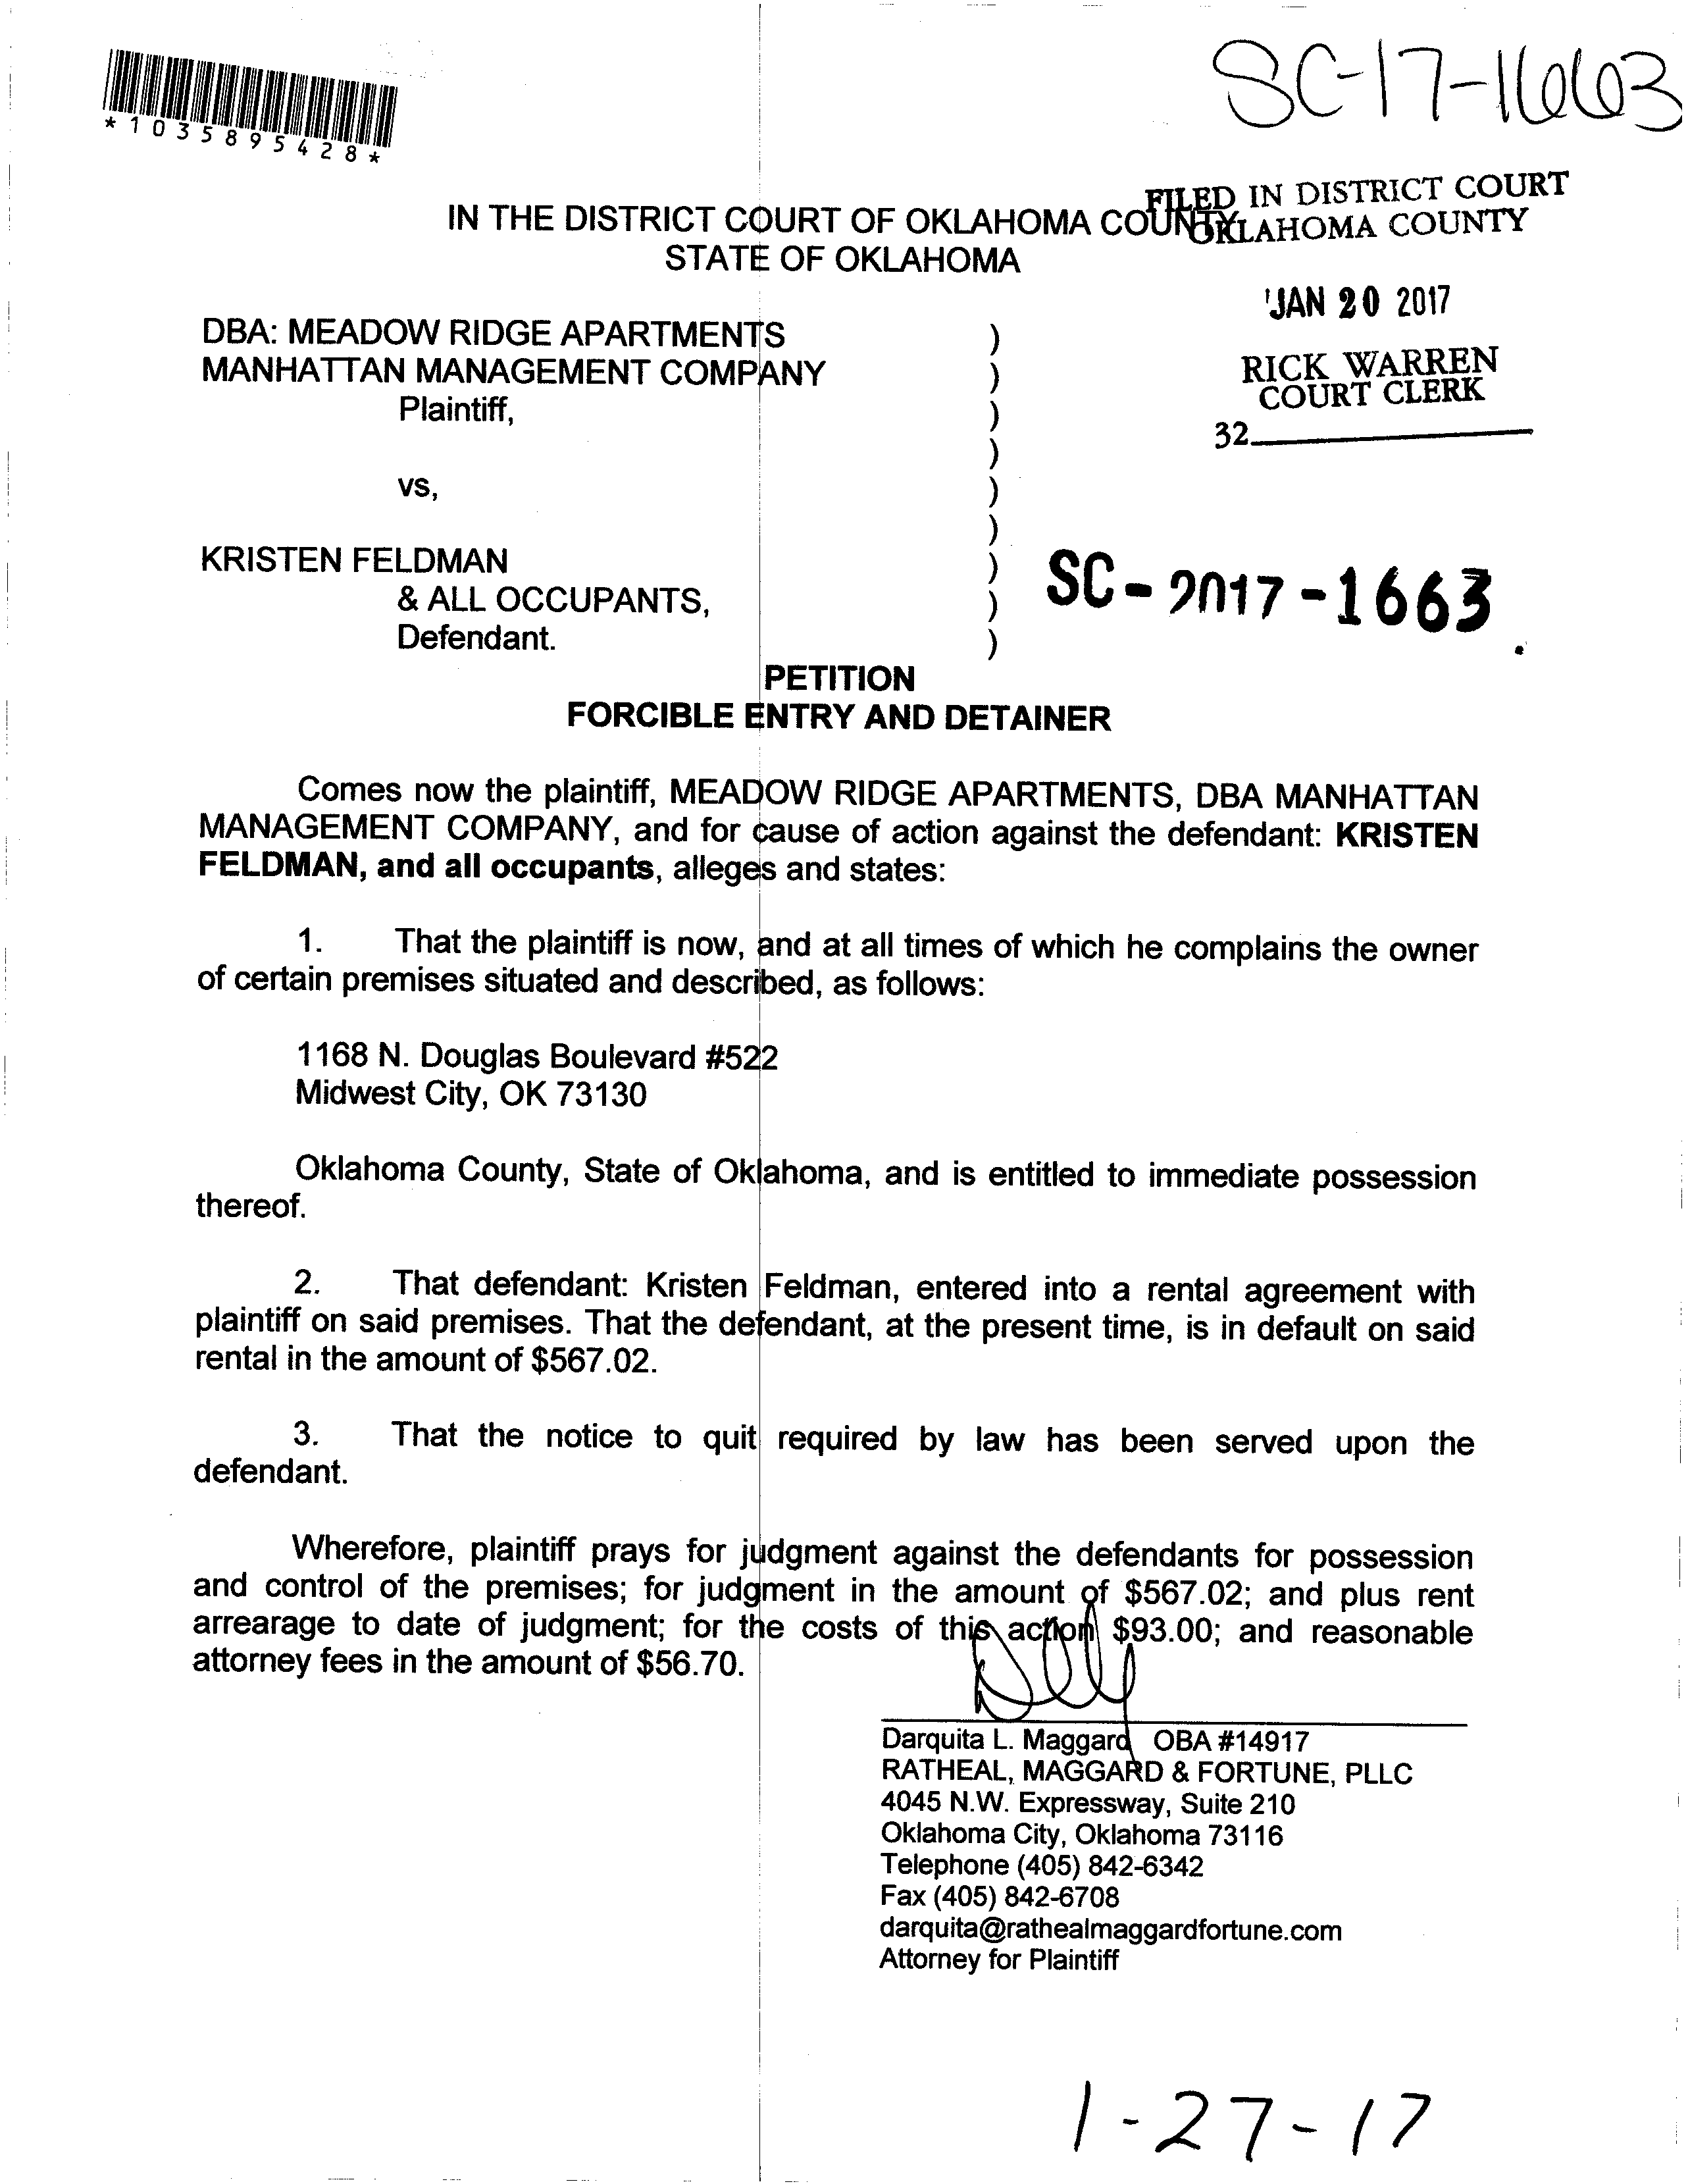 SC-17-1663
*1035895428*
FILED IN DISTRICT COURT
OKLAHOMA COUNTY
IN THE DISTRICT COURT OF OKLAHOMA COUNTY
STATE OF OKLAHOMA
JAN 20 2017
RICK WARREN
COURT CLERK
32
DBA: MEADOW RIDGE APARTMENTS )
MANHATTAN MANAGEMENT COMPANY )
Plaintiff, )
)
vs, )
)
KRISTEN FELDMAN )
& ALL OCCUPANTS, )
Defendant. )
SC-2017-1663
PETITION
FORCIBLE ENTRY AND DETAINER
Comes now the plaintiff, MEADOW RIDGE APARTMENTS, DBA MANHATTAN
MANAGEMENT COMPANY, and for cause of action against the defendant: KRISTEN
FELDMAN, and all occupants, alleges and states:
1. That the plaintiff is now, and at all times of which he complains the owner
of certain premises situated and described, as follows:
1168 N. Douglas Boulevard #522
Midwest City, OK 73130
Oklahoma County, State of Oklahoma, and is entitled to immediate possession
thereof.
2. That defendant: Kristen Feldman, entered into a rental agreement with
plaintiff on said premises. That the defendant, at the present time, is in default on said
rental in the amount of $567.02.
3. That the notice to quit required by law has been served upon the
defendant.
Wherefore, plaintiff prays for judgment against the defendants for possession
and control of the premises; for judgment in the amount of $567.02; and plus rent
arrearage to date of judgment; for the costs of this action $93.00; and reasonable
attorney fees in the amount of $56.70.
Darquita L. Maggard OBA #14917
RATHEAL, MAGGARD & FORTUNE, PLLC
4045 N.W. Expressway, Suite 210
Oklahoma City, Oklahoma 73116
Telephone (405) 842-6342
Fax (405) 842-6708
darquita@rathealmaggardfortune.com
Attorney for Plaintiff
1-27-17